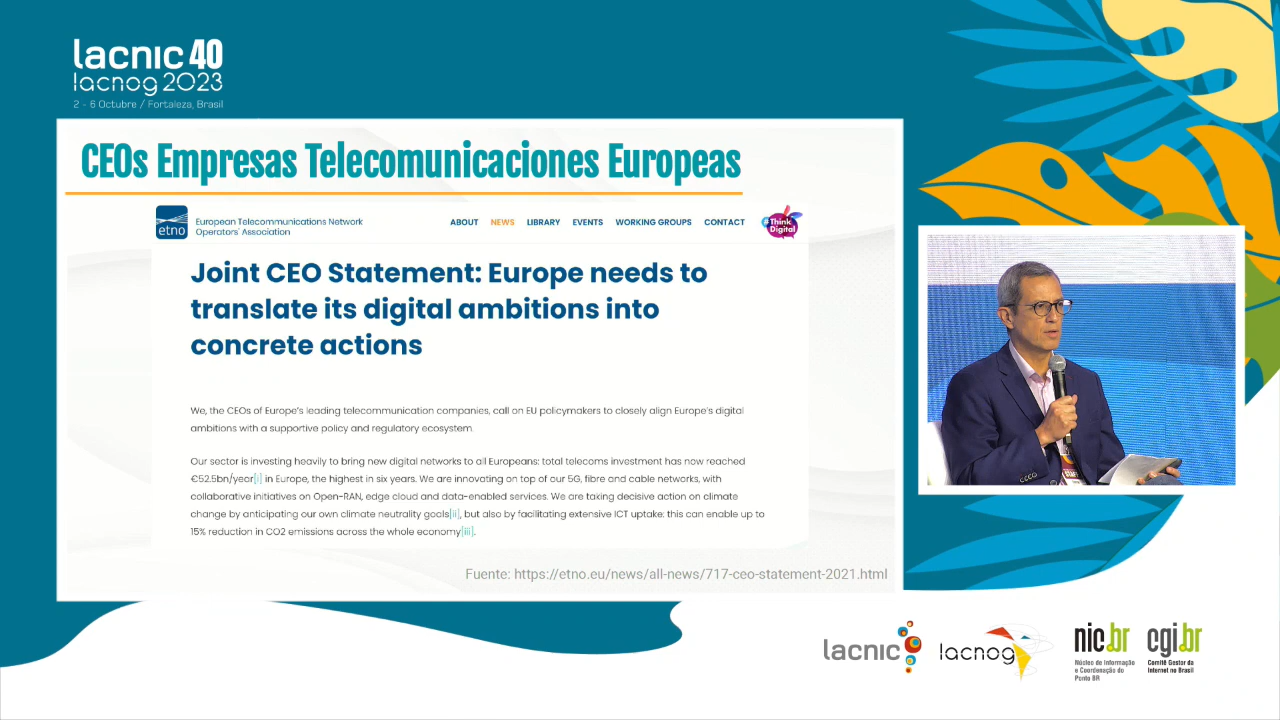 lacnic 40
lacnog 2023
2 - 6 Octubre / Fortaleza, Brasil
CEOs Empresas Telecomunicaciones Europeas
etno
European Telecommunications Network
Operators' Association
ABOUT NEWS LIBRARY EVENTS WORKING GROUPS CONTACT
#Think
Digital
Joint CEO Statement: Europe needs to
translate its digital ambitions into
concrete actions
We, the CEOs of Europe's leading telecommunication companies, call on EU policymakers to closely align Europe's digital
ambitions with a supportive policy and regulatory ecosystem.
Our sector is investing heavily to bring new digital networks to all Europeans: total telecoms investment has now reached
€52.5bn/year[i] in Europe, the highest in six years. We are innovating on top of our 5G, fibre and cable networks, with
collaborative initiatives on Open-RAN, edge cloud and data-enabled services. We are taking decisive action on climate
change by anticipating our own climate neutrality goals[ii], but also by facilitating extensive ICT uptake: this can enable up to
15% reduction in CO2 emissions across the whole economy[iii].
Fuente: https://etno.eu/news/all-news/717-ceo-statement-2021.html
lacnic
lacnog
nic.br
Núcleo de Informação
e Coordenação do
Ponto BR
cgi.br
Comitê Gestor da
Internet no Brasil